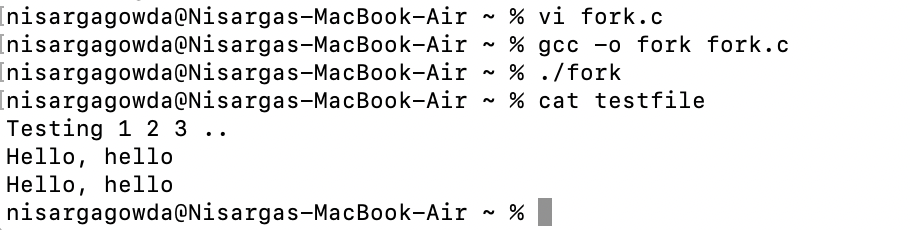 [nisargagowda@Nisargas-MacBook-Air ~ % vi fork.c
[nisargagowda@Nisargas-MacBook-Air ~ % gcc -o fork fork.c
[nisargagowda@Nisargas-MacBook-Air ~ % ./fork
[nisargagowda@Nisargas-MacBook-Air ~ % cat testfile
Testing 1 2 3 ..
Hello, hello
Hello, hello
nisargagowda@Nisargas-MacBook-Air ~ %